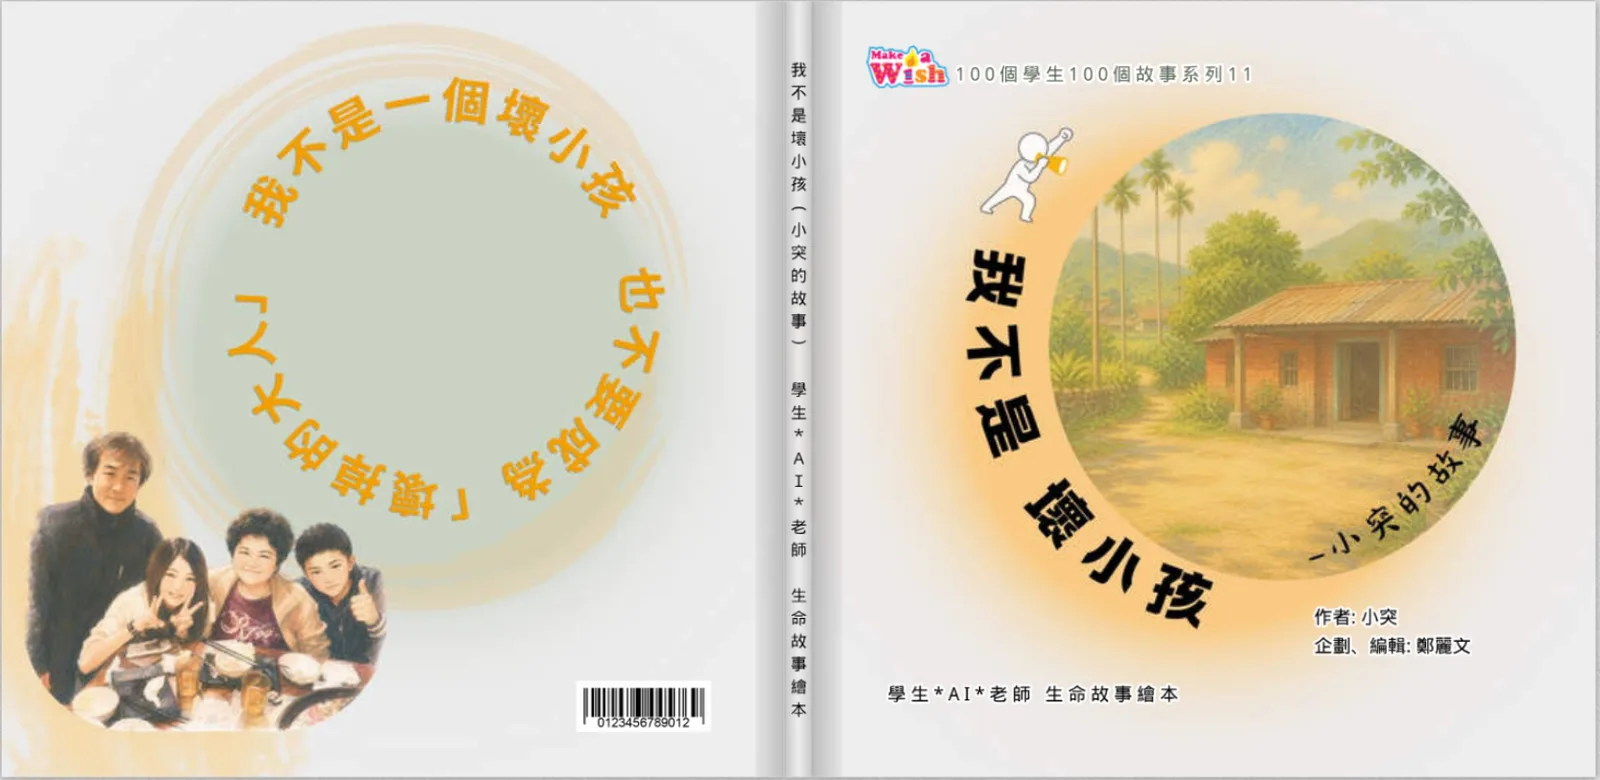 我不是一個壞小孩
也不要成為「壞掉的大人」
0123456789012
我不是壞小孩（小突的故事） 學生*AI*老師 生命故事繪本
Make a Wish
100個學生100個故事系列11
我不是 壞小孩
–小突的故事
作者: 小突
企劃、編輯: 鄭麗文
學生*AI*老師 生命故事繪本